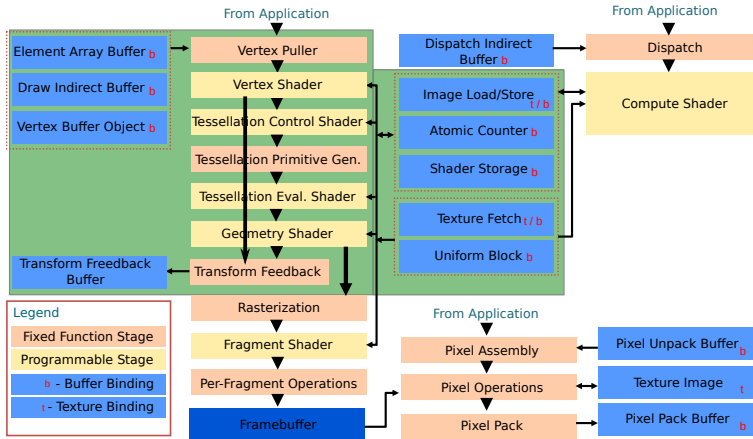 From Application
Element Array Buffer b
Draw Indirect Buffer b
Vertex Buffer Object b
Vertex Puller
Vertex Shader
Tessellation Control Shader
Tessellation Primitive Gen.
Tessellation Eval. Shader
Geometry Shader
Transform Feedback
Transform Freedback
Buffer
Rasterization
Fragment Shader
Per-Fragment Operations
Framebuffer
From Application
Dispatch Indirect
Buffer b
Dispatch
Compute Shader
Image Load/Store t / b
Atomic Counter b
Shader Storage b
Texture Fetch t / b
Uniform Block b
Legend
Fixed Function Stage
Programmable Stage
b - Buffer Binding
t - Texture Binding
From Application
Pixel Assembly
Pixel Operations
Pixel Pack
Pixel Unpack Buffer b
Texture Image t
Pixel Pack Buffer b